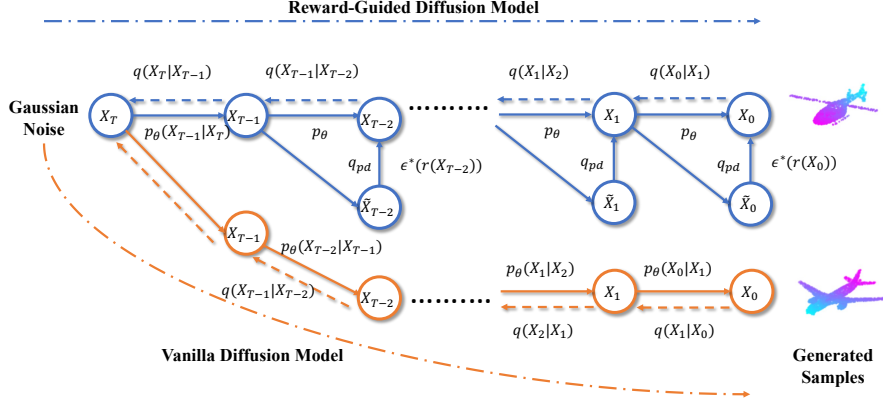 Reward-Guided Diffusion Model
q(X_T|X_{T−1})
q(X_{T−1}|X_{T−2})
q(X_1|X_2)
q(X_0|X_1)
Gaussian
Noise
X_T
X_{T−1}
X_{T−2}
..........
X_1
X_0
p_θ(X_{T−1}|X_T)
p_θ
p_θ
p_θ
q_{pd}
ϵ*(r(X_{T−2}))
q_{pd}
q_{pd}
ϵ*(r(X_0))
X̃_{T−2}
X̃_1
X̃_0
X_{T−1}
p_θ(X_{T−2}|X_{T−1})
p_θ(X_1|X_2)
p_θ(X_0|X_1)
q(X_{T−1}|X_{T−2})
X_{T−2}
..........
X_1
X_0
q(X_2|X_1)
q(X_1|X_0)
Vanilla Diffusion Model
Generated
Samples